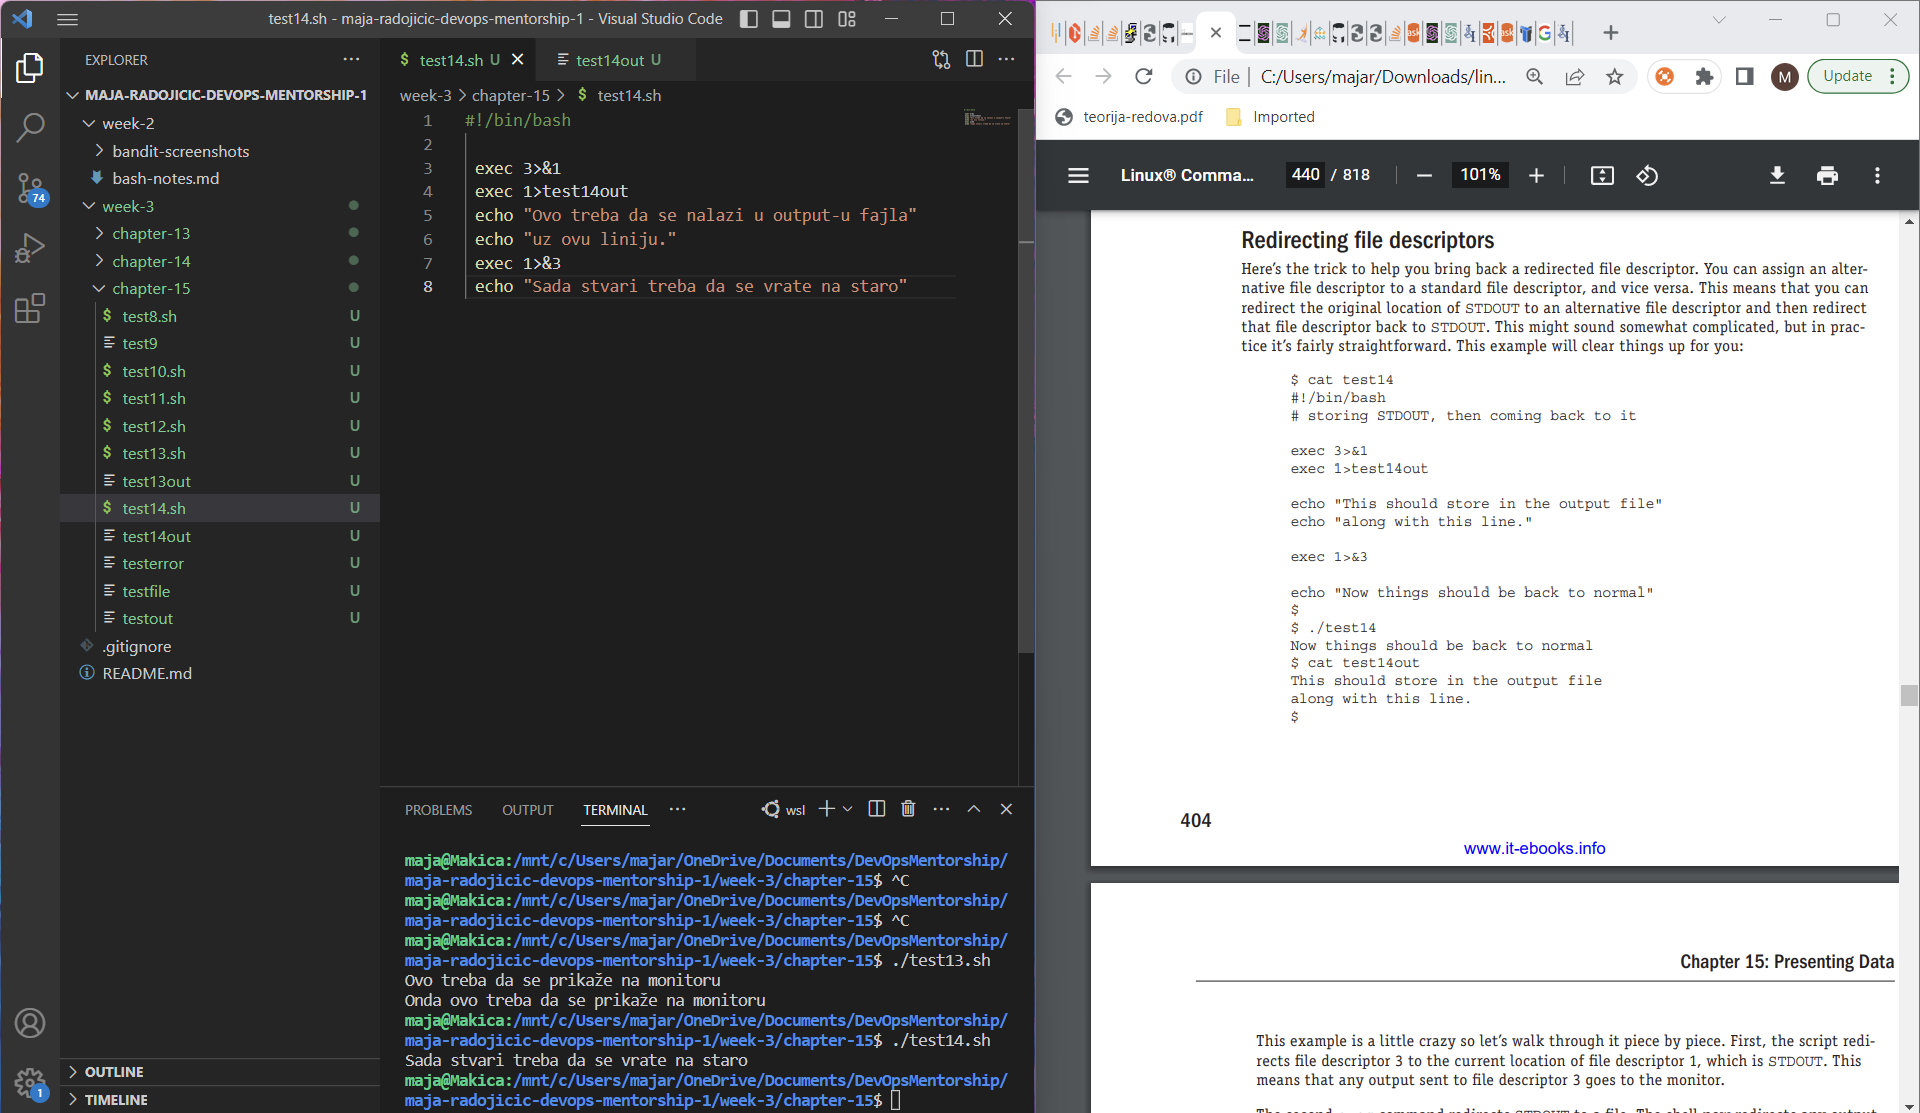 test14.sh - maja-radojicic-devops-mentorship-1 - Visual Studio Code
EXPLORER
MAJA-RADOJICIC-DEVOPS-MENTORSHIP-1
week-2
bandit-screenshots
bash-notes.md
74
week-3
chapter-13
chapter-14
chapter-15
$ test8.sh U
test9 U
$ test10.sh U
$ test11.sh U
$ test12.sh U
$ test13.sh U
test13out U
$ test14.sh U
test14out U
testerror U
testfile U
testout U
.gitignore
README.md
OUTLINE
1
TIMELINE
$ test14.sh U
test14out U
week-3 > chapter-15 > $ test14.sh
1 #!/bin/bash
2
3 exec 3>&1
4 exec 1>test14out
5 echo "Ovo treba da se nalazi u output-u fajla"
6 echo "uz ovu liniju."
7 exec 1>&3
8 echo "Sada stvari treba da se vrate na staro"
PROBLEMS OUTPUT TERMINAL
wsl
maja@Makica:/mnt/c/Users/majar/OneDrive/Documents/DevOpsMentorship/
maja-radojicic-devops-mentorship-1/week-3/chapter-15$ ^C
maja@Makica:/mnt/c/Users/majar/OneDrive/Documents/DevOpsMentorship/
maja-radojicic-devops-mentorship-1/week-3/chapter-15$ ^C
maja@Makica:/mnt/c/Users/majar/OneDrive/Documents/DevOpsMentorship/
maja-radojicic-devops-mentorship-1/week-3/chapter-15$ ./test13.sh
Ovo treba da se prikaže na monitoru
Onda ovo treba da se prikaže na monitoru
maja@Makica:/mnt/c/Users/majar/OneDrive/Documents/DevOpsMentorship/
maja-radojicic-devops-mentorship-1/week-3/chapter-15$ ./test14.sh
Sada stvari treba da se vrate na staro
maja@Makica:/mnt/c/Users/majar/OneDrive/Documents/DevOpsMentorship/
maja-radojicic-devops-mentorship-1/week-3/chapter-15$
File | C:/Users/majar/Downloads/lin...
M
Update
teorija-redova.pdf
Imported
Linux® Comma...
440 / 818
101%
Redirecting file descriptors
Here's the trick to help you bring back a redirected file descriptor. You can assign an alter-
native file descriptor to a standard file descriptor, and vice versa. This means that you can
redirect the original location of STDOUT to an alternative file descriptor and then redirect
that file descriptor back to STDOUT. This might sound somewhat complicated, but in prac-
tice it's fairly straightforward. This example will clear things up for you:
$ cat test14
#!/bin/bash
# storing STDOUT, then coming back to it
exec 3>&1
exec 1>test14out
echo "This should store in the output file"
echo "along with this line."
exec 1>&3
echo "Now things should be back to normal"
$
$ ./test14
Now things should be back to normal
$ cat test14out
This should store in the output file
along with this line.
$
404
www.it-ebooks.info
Chapter 15: Presenting Data
This example is a little crazy so let's walk through it piece by piece. First, the script redi-
rects file descriptor 3 to the current location of file descriptor 1, which is STDOUT. This
means that any output sent to file descriptor 3 goes to the monitor.